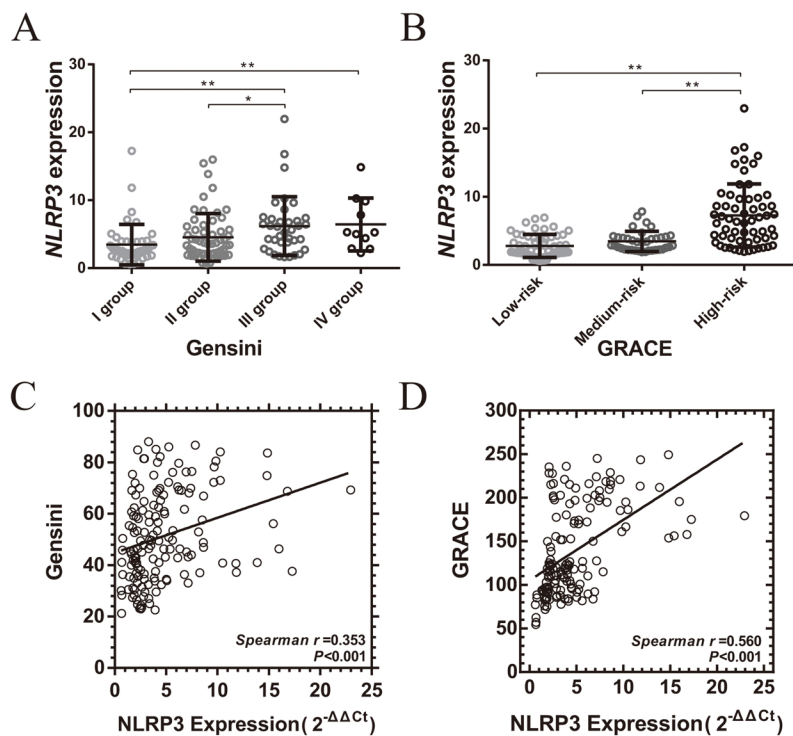 A
NLRP3 expression
30
20
10
0
**
**
*
I group
II group
III group
IV group
Gensini
B
NLRP3 expression
30
20
10
0
**
**
Low-risk
Medium-risk
High-risk
GRACE
C
Gensini
100
80
60
40
20
0
Spearman r=0.353
P<0.001
0 5 10 15 20 25
NLRP3 Expression( 2-ΔΔCt)
D
GRACE
300
250
200
150
100
50
0
Spearman r=0.560
P<0.001
0 5 10 15 20 25
NLRP3 Expression( 2-ΔΔCt)